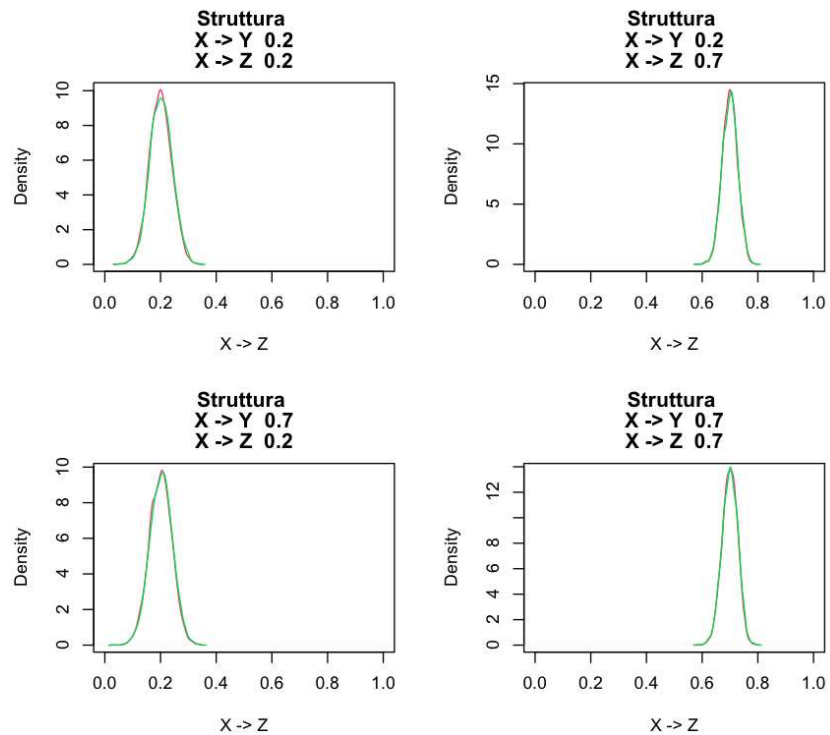 Struttura
X -> Y 0.2
X -> Z 0.2
Density
0 2 4 6 8 10
0.0 0.2 0.4 0.6 0.8 1.0
X -> Z
Struttura
X -> Y 0.2
X -> Z 0.7
Density
0 5 10 15
0.0 0.2 0.4 0.6 0.8 1.0
X -> Z
Struttura
X -> Y 0.7
X -> Z 0.2
Density
0 2 4 6 8 10
0.0 0.2 0.4 0.6 0.8 1.0
X -> Z
Struttura
X -> Y 0.7
X -> Z 0.7
Density
0 2 4 6 8 12
0.0 0.2 0.4 0.6 0.8 1.0
X -> Z